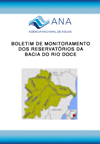 ANA
AGÊNCIA NACIONAL DE ÁGUAS
BOLETIM DE MONITORAMENTO
DOS RESERVATÓRIOS DA
BACIA DO RIO DOCE